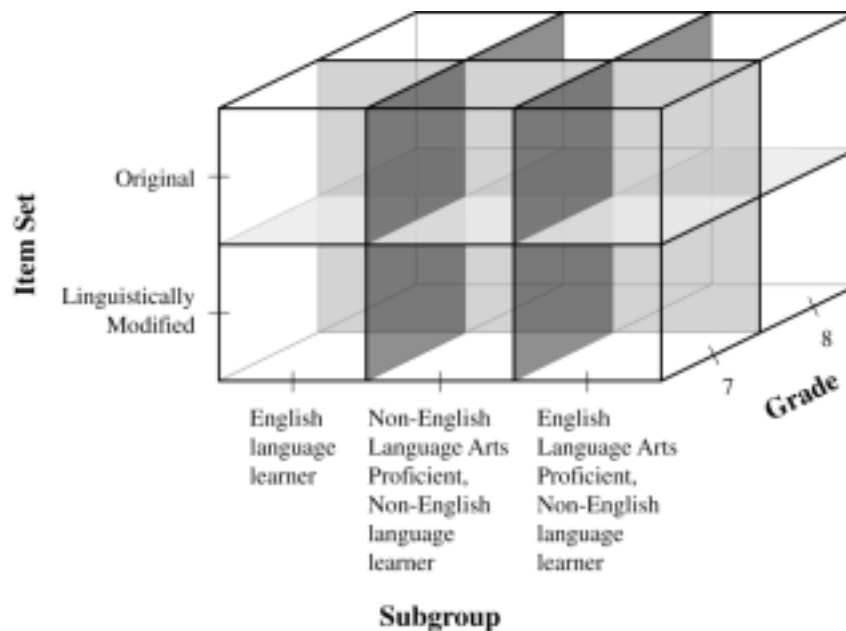 Item Set
Original
Linguistically
Modified
English
language
learner
Non-English
Language Arts
Proficient,
Non-English
language
learner
English
Language Arts
Proficient,
Non-English
language
learner
Subgroup
7
8
Grade